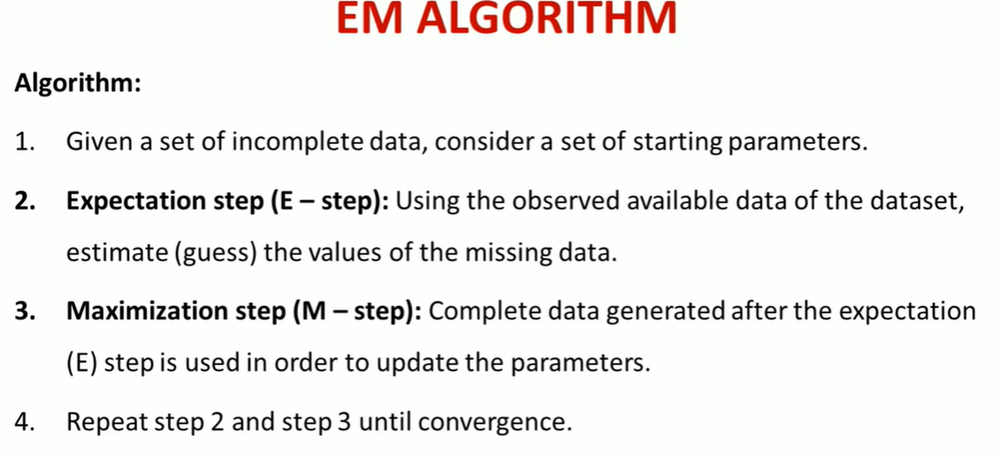 EM ALGORITHM
Algorithm:
1. Given a set of incomplete data, consider a set of starting parameters.
2. Expectation step (E – step): Using the observed available data of the dataset,
estimate (guess) the values of the missing data.
3. Maximization step (M – step): Complete data generated after the expectation
(E) step is used in order to update the parameters.
4. Repeat step 2 and step 3 until convergence.